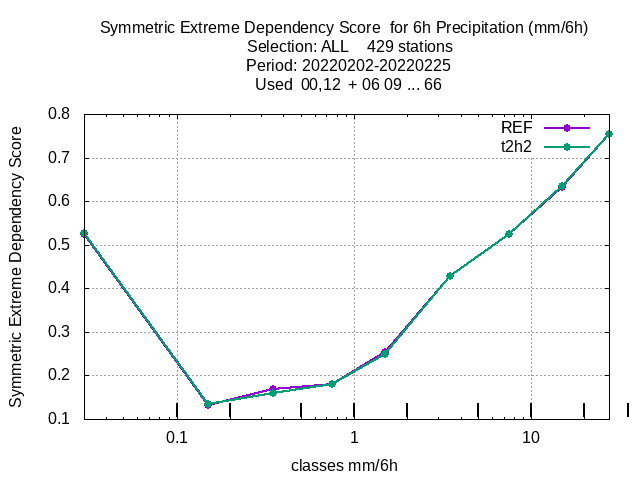 Symmetric Extreme Dependency Score  for 6h Precipitation (mm/6h)
Selection: ALL    429 stations
Period: 20220202-20220225
Used  00,12  + 06 09 ... 66
REF
t2h2
Symmetric Extreme Dependency Score
0.8
0.7
0.6
0.5
0.4
0.3
0.2
0.1
0.1
1
10
classes mm/6h